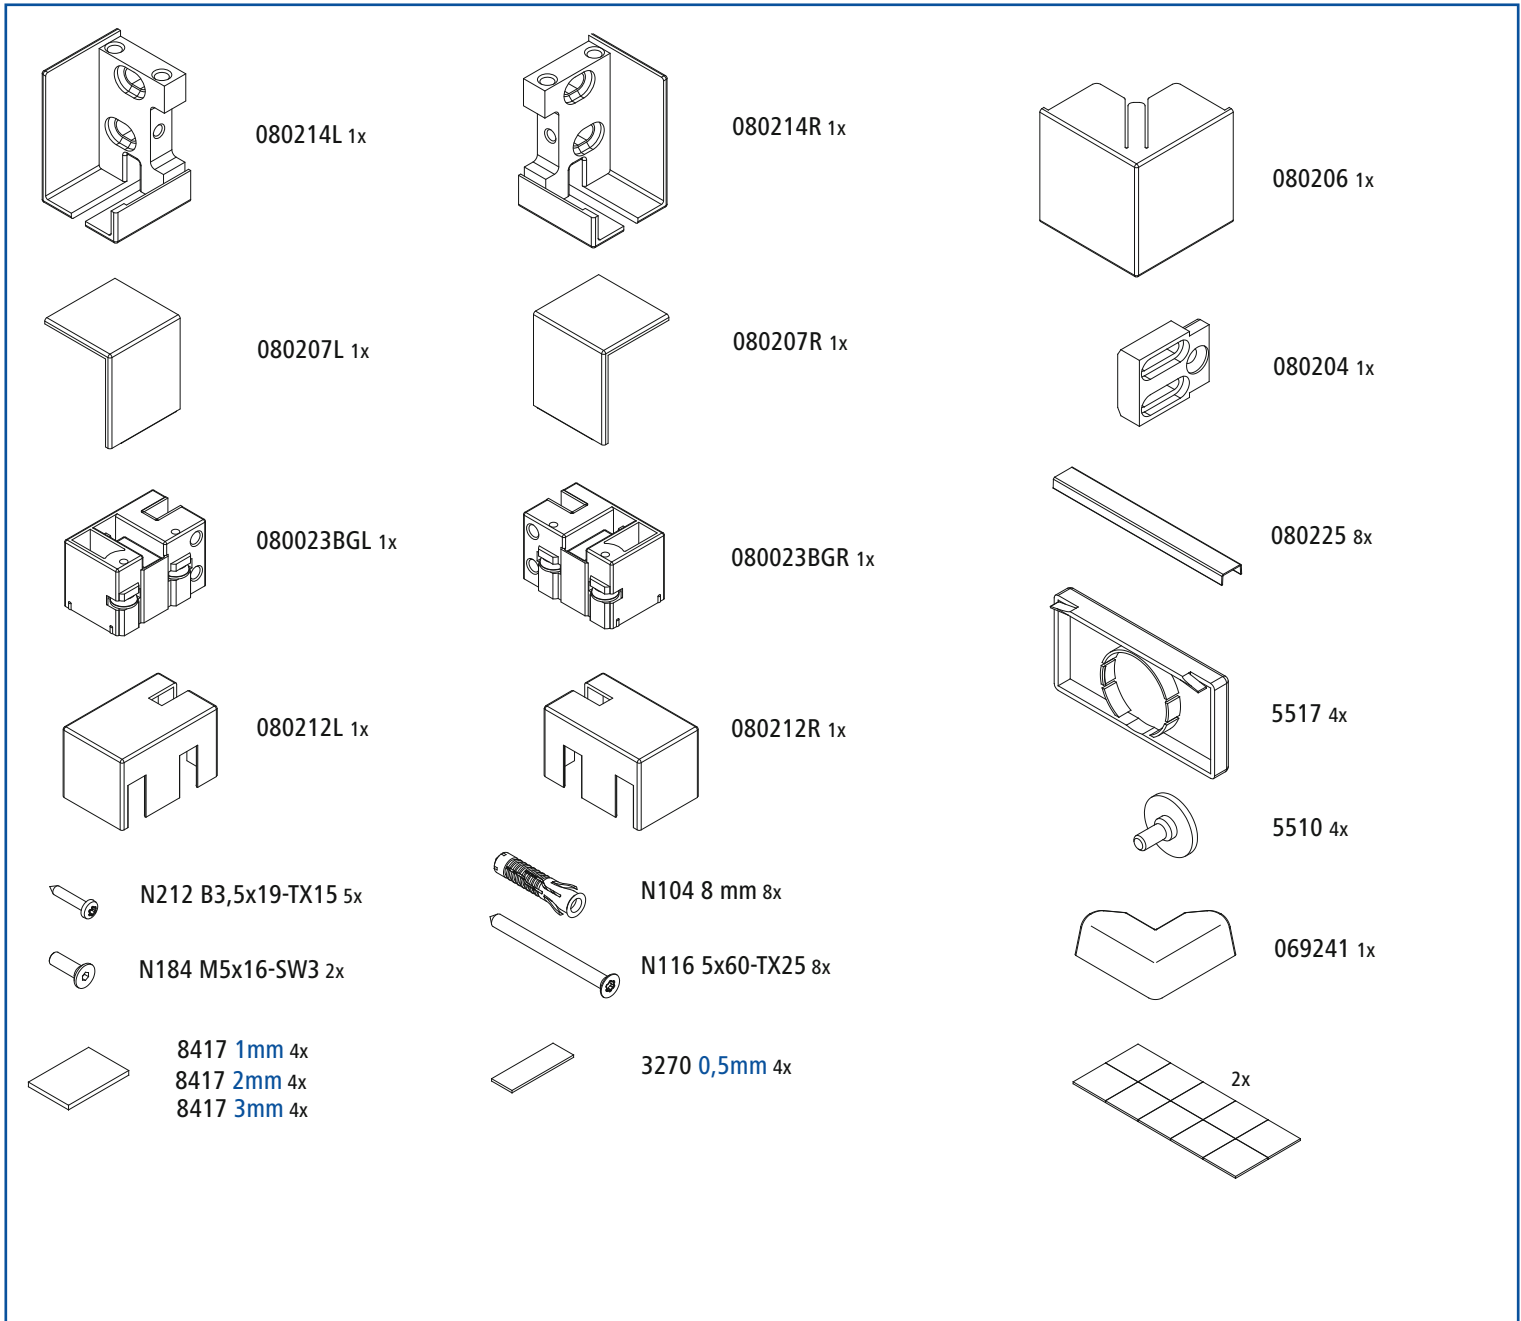 080214L 1x
080214R 1x
080206 1x
080207L 1x
080207R 1x
080204 1x
080023BGL 1x
080023BGR 1x
080225 8x
080212L 1x
080212R 1x
5517 4x
5510 4x
N212 B3,5x19-TX15 5x
N104 8 mm 8x
N184 M5x16-SW3 2x
N116 5x60-TX25 8x
069241 1x
8417 1mm 4x
8417 2mm 4x
8417 3mm 4x
3270 0,5mm 4x
2x